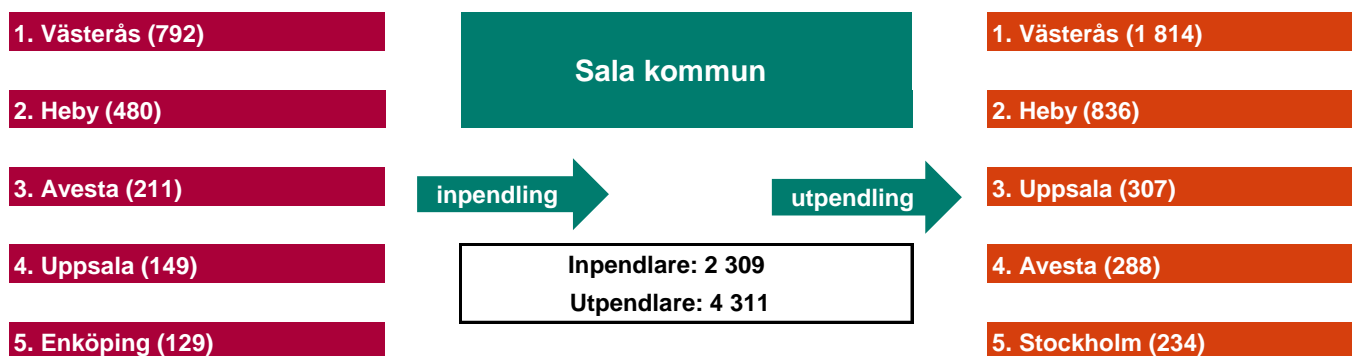 1. Västerås (792)
2. Heby (480)
3. Avesta (211)
4. Uppsala (149)
5. Enköping (129)
Sala kommun
inpendling
utpendling
Inpendlare: 2 309
Utpendlare: 4 311
1. Västerås (1 814)
2. Heby (836)
3. Uppsala (307)
4. Avesta (288)
5. Stockholm (234)